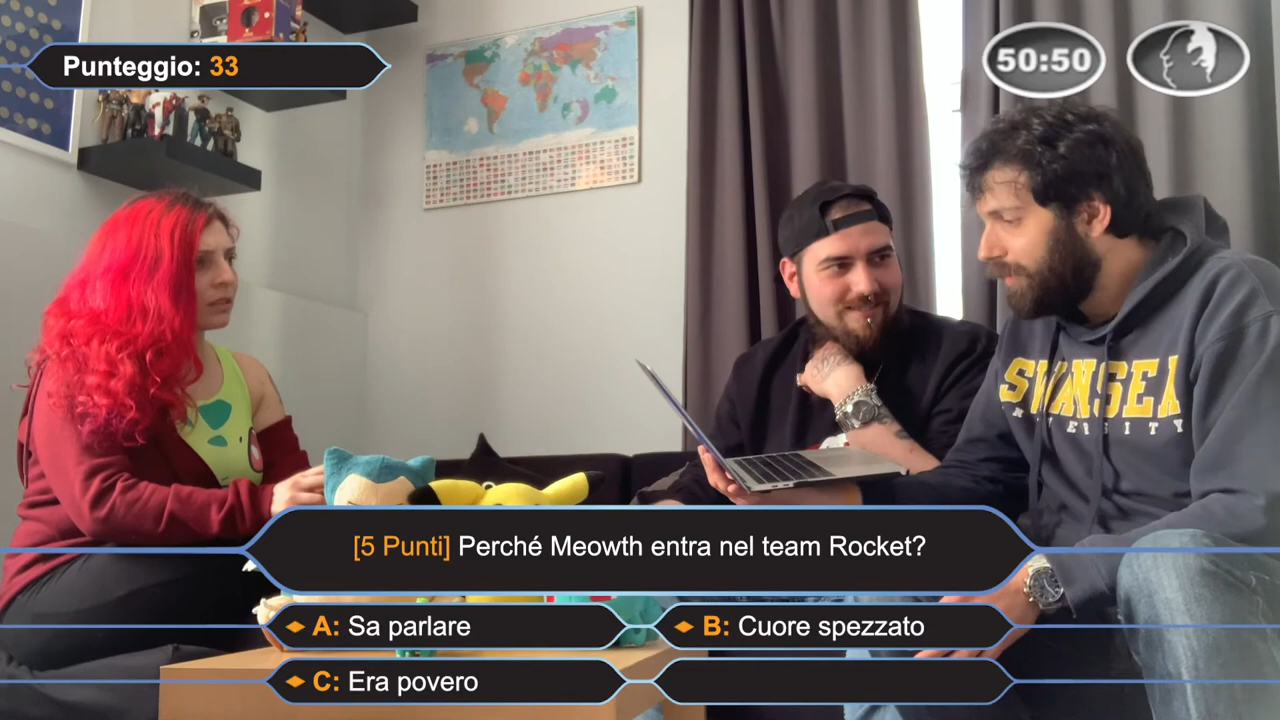 Punteggio: 33
50:50
SWANSEA
UNIVERSITY
[5 Punti] Perché Meowth entra nel team Rocket?
A: Sa parlare
B: Cuore spezzato
C: Era povero